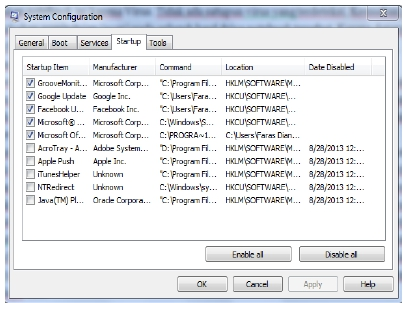 System Configuration
General Boot Services Startup Tools
Startup Item Manufacturer Command Location Date Disabled
GrooveMonit... Microsoft Corp... "C:\Program Fil... HKLM\SOFTWARE\M...
Google Update Google Inc. "C:\Users\Fara... HKCU\SOFTWARE\...
Facebook U... Facebook Inc. "C:\Users\Fara... HKCU\SOFTWARE\...
Microsoft® ... Microsoft Corp... C:\Windows\S... HKCU\SOFTWARE\...
Microsoft Of... Microsoft Corp... C:\PROGRA~1... C:\Users\Faras Dian...
AcroTray - A... Adobe System... "D:\Program Fil... HKLM\SOFTWARE\M... 8/28/2013 12:...
Apple Push Apple Inc. "C:\Program Fil... HKLM\SOFTWARE\M... 8/28/2013 12:...
iTunesHelper Unknown "C:\Program Fil... HKLM\SOFTWARE\M... 8/28/2013 12:...
NTRedirect Unknown C:\Windows\sy... HKCU\SOFTWARE\... 8/28/2013 12:...
Java(TM) Pl... Oracle Corpora... "C:\Program Fil... HKLM\SOFTWARE\M... 8/28/2013 12:...
Enable all Disable all
OK Cancel Apply Help